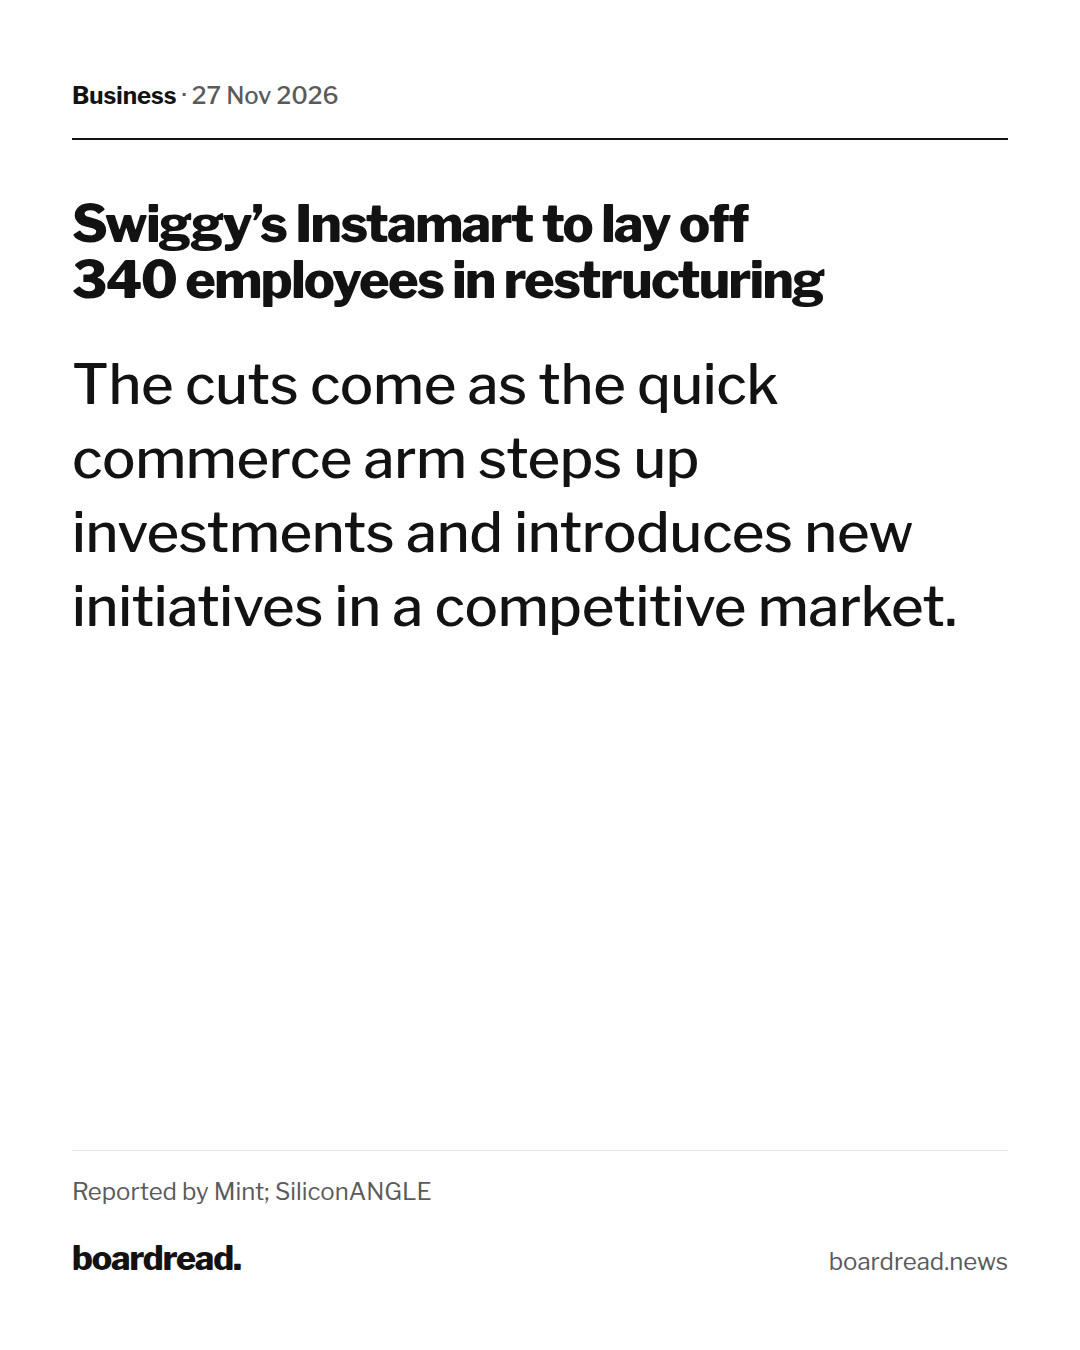 Business · 27 Nov 2026
Swiggy’s Instamart to lay off
340 employees in restructuring
The cuts come as the quick
commerce arm steps up
investments and introduces new
initiatives in a competitive market.
Reported by Mint; SiliconANGLE
boardread.
boardread.news